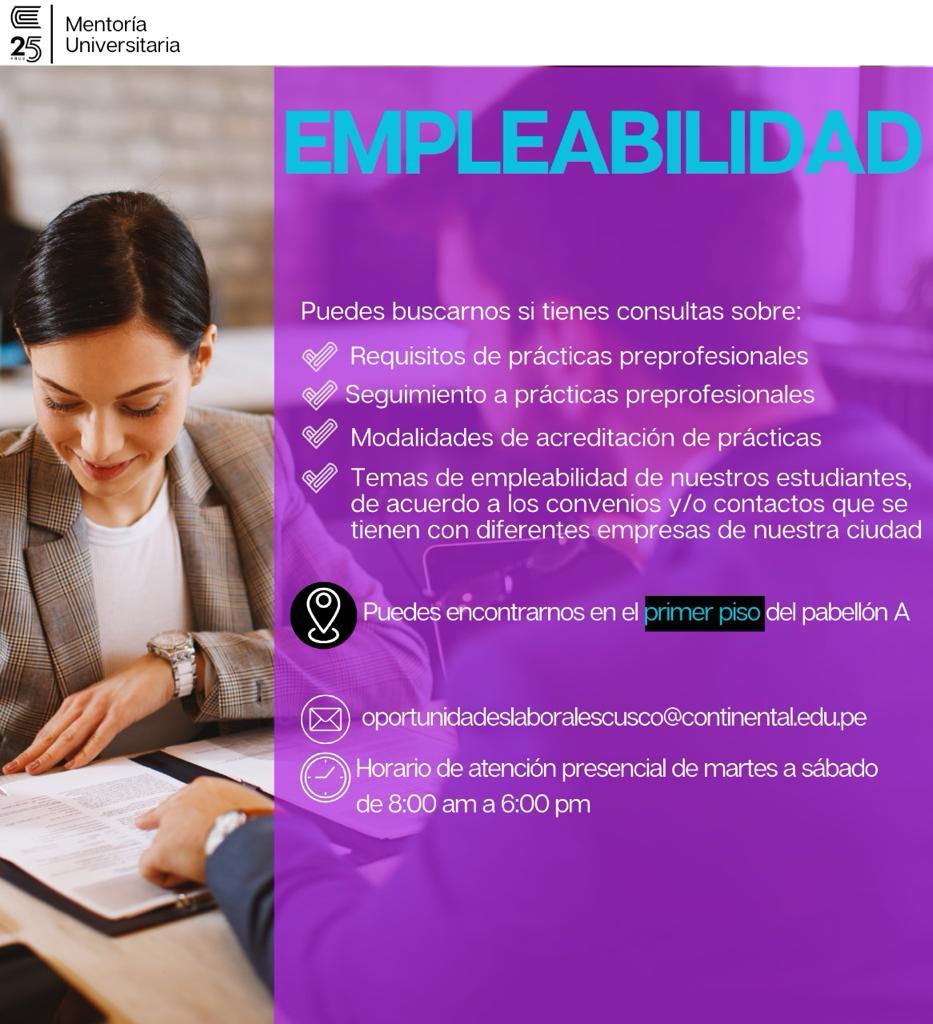 Mentoría
Universitaria
25
AÑOS
EMPLEABILIDAD
Puedes buscarnos si tienes consultas sobre:
Requisitos de prácticas preprofesionales
Seguimiento a prácticas preprofesionales
Modalidades de acreditación de prácticas
Temas de empleabilidad de nuestros estudiantes,
de acuerdo a los convenios y/o contactos que se
tienen con diferentes empresas de nuestra ciudad
Puedes encontrarnos en el primer piso del pabellón A
oportunidadeslaboralescusco@continental.edu.pe
Horario de atención presencial de martes a sábado
de 8:00 am a 6:00 pm